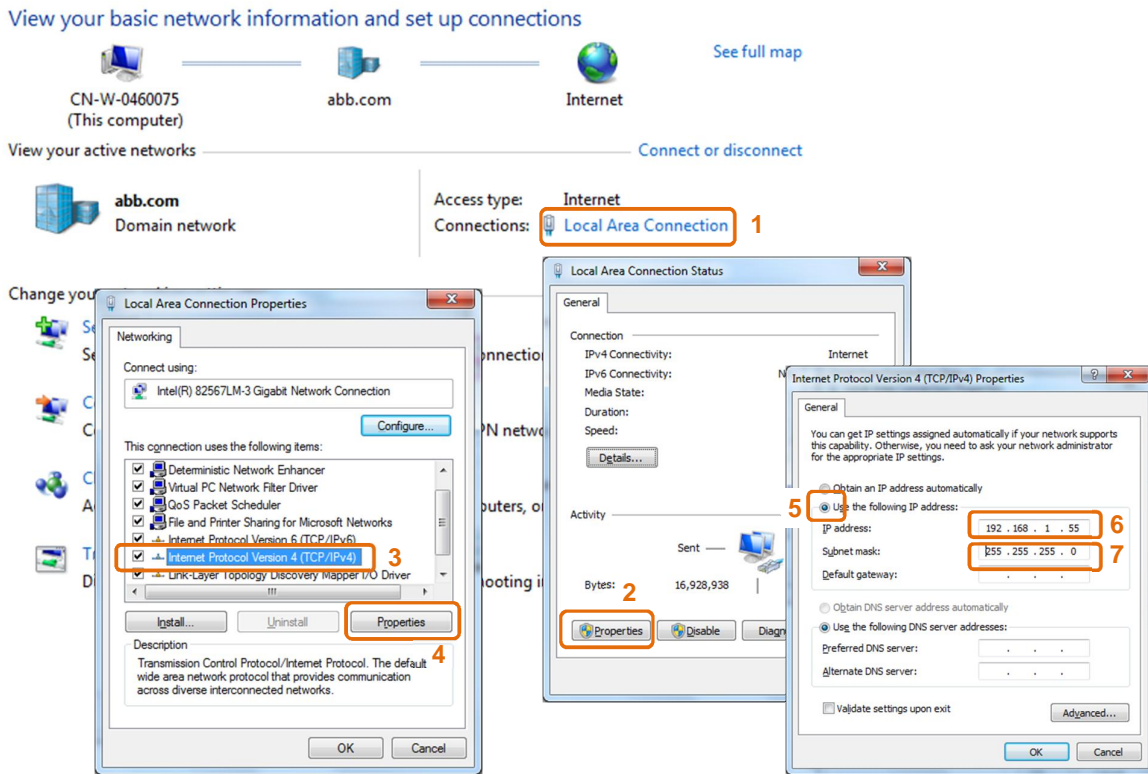 View your basic network information and set up connections
See full map
CN-W-0460075
(This computer)
abb.com
Internet
View your active networks
Connect or disconnect
abb.com
Domain network
Access type: Internet
Connections: Local Area Connection 1
Change you
Local Area Connection Properties
Networking
Connect using:
Intel(R) 82567LM-3 Gigabit Network Connection
Configure...
This connection uses the following items:
Deterministic Network Enhancer
Virtual PC Network Filter Driver
QoS Packet Scheduler
File and Printer Sharing for Microsoft Networks
Internet Protocol Version 6 (TCP/IPv6)
Internet Protocol Version 4 (TCP/IPv4) 3
Link-Layer Topology Discovery Mapper I/O Driver
Install... Uninstall Properties
4
Description
Transmission Control Protocol/Internet Protocol. The default
wide area network protocol that provides communication
across diverse interconnected networks.
OK Cancel
Local Area Connection Status
General
Connection
IPv4 Connectivity: Internet
IPv6 Connectivity:
Media State:
Duration:
Speed:
Details...
Activity
Sent
Bytes: 16,928,938
2
Properties Disable Diagn
Internet Protocol Version 4 (TCP/IPv4) Properties
General
You can get IP settings assigned automatically if your network supports
this capability. Otherwise, you need to ask your network administrator
for the appropriate IP settings.
Obtain an IP address automatically
5 Use the following IP address:
IP address: 192 . 168 . 1 . 55 6
Subnet mask: 255 . 255 . 255 . 0 7
Default gateway: . . .
Obtain DNS server address automatically
Use the following DNS server addresses:
Preferred DNS server: . . .
Alternate DNS server: . . .
Validate settings upon exit
Advanced...
OK Cancel